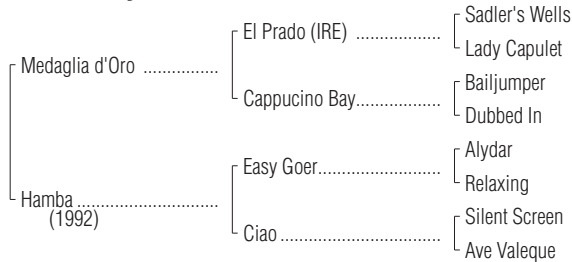 Sadler's Wells
El Prado (IRE) ..................
Lady Capulet
Medaglia d'Oro ................
Bailjumper
Cappucino Bay...............
Dubbed In
Alydar
Easy Goer..........................
Relaxing
Hamba ..............................
(1992)
Silent Screen
Ciao ..................................
Ave Valeque